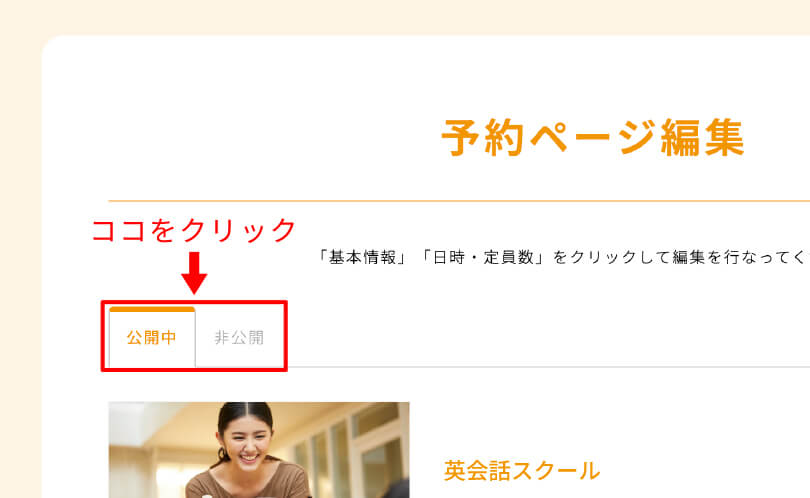 予約ページ編集
ココをクリック
「基本情報」「日時・定員数」をクリックして編集を行なってく
公開中
非公開
英会話スクール